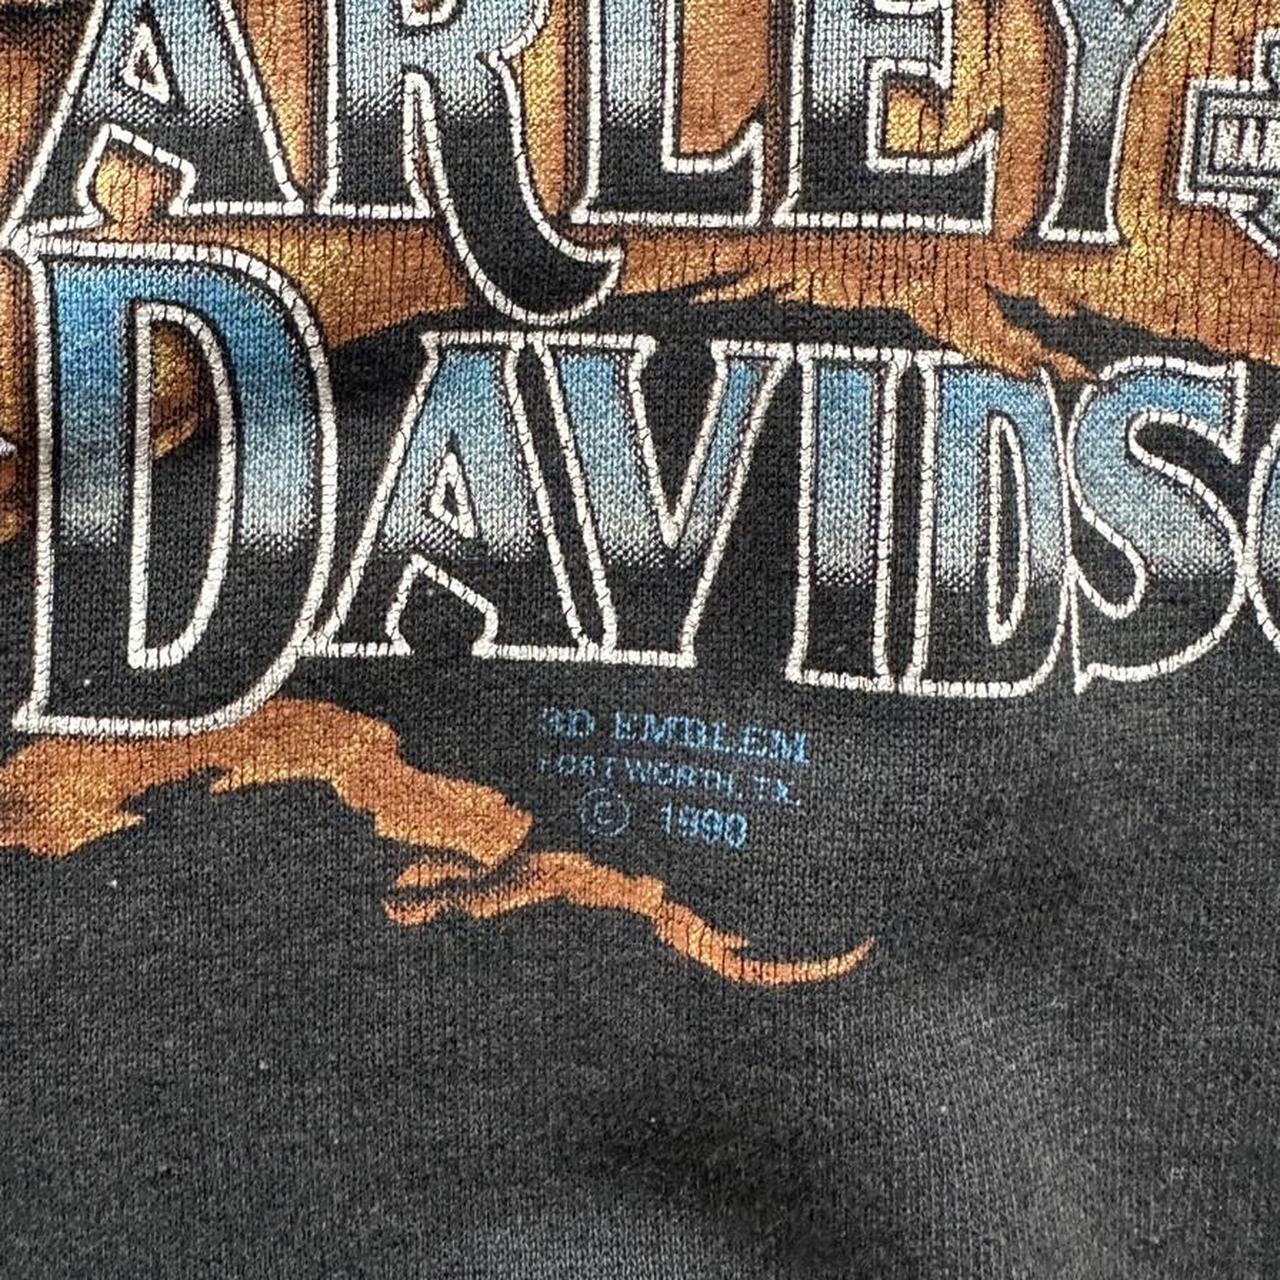 ARLEY
DAVIDSO
3D EMBLEM
FORT WORTH, TX.
© 1990